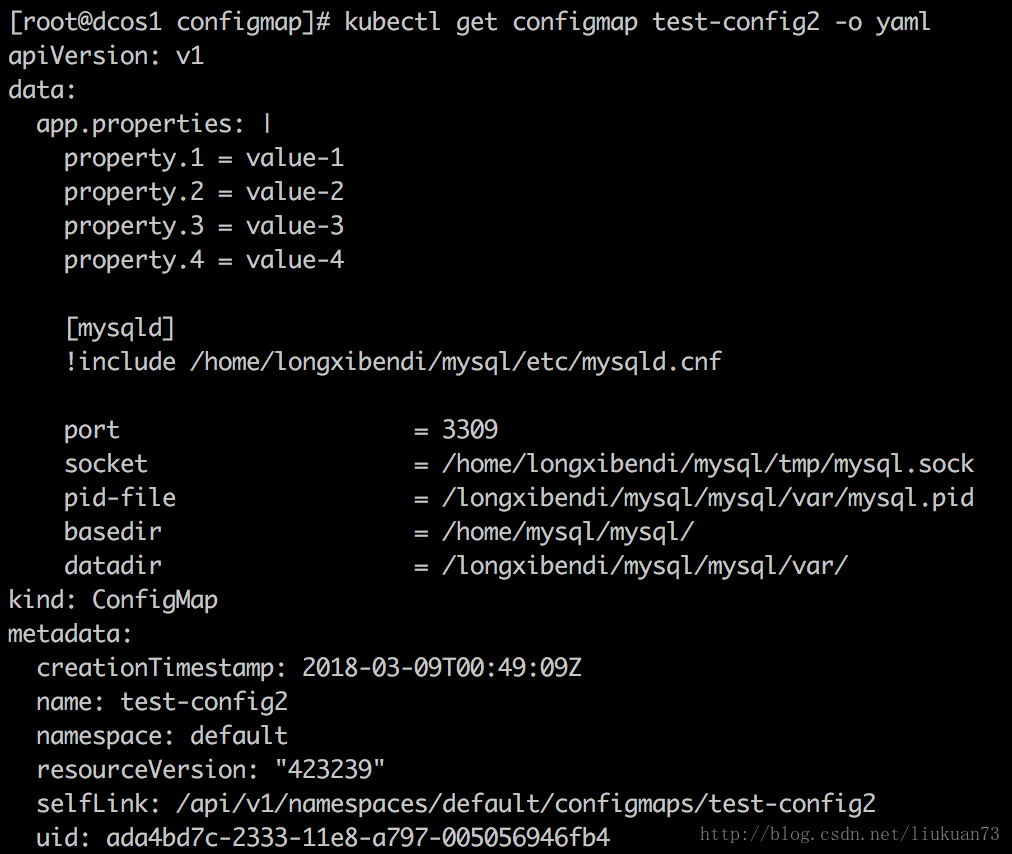 [root@dcos1 configmap]# kubectl get configmap test-config2 -o yaml
apiVersion: v1
data:
  app.properties: |
    property.1 = value-1
    property.2 = value-2
    property.3 = value-3
    property.4 = value-4

    [mysqld]
    !include /home/longxibendi/mysql/etc/mysqld.cnf

    port                     = 3309
    socket                   = /home/longxibendi/mysql/tmp/mysql.sock
    pid-file                 = /longxibendi/mysql/mysql/var/mysql.pid
    basedir                  = /home/mysql/mysql/
    datadir                  = /longxibendi/mysql/mysql/var/
kind: ConfigMap
metadata:
  creationTimestamp: 2018-03-09T00:49:09Z
  name: test-config2
  namespace: default
  resourceVersion: "423239"
  selfLink: /api/v1/namespaces/default/configmaps/test-config2
  uid: ada4bd7c-2333-11e8-a797-005056946fb4
http://blog.csdn.net/liukuan73